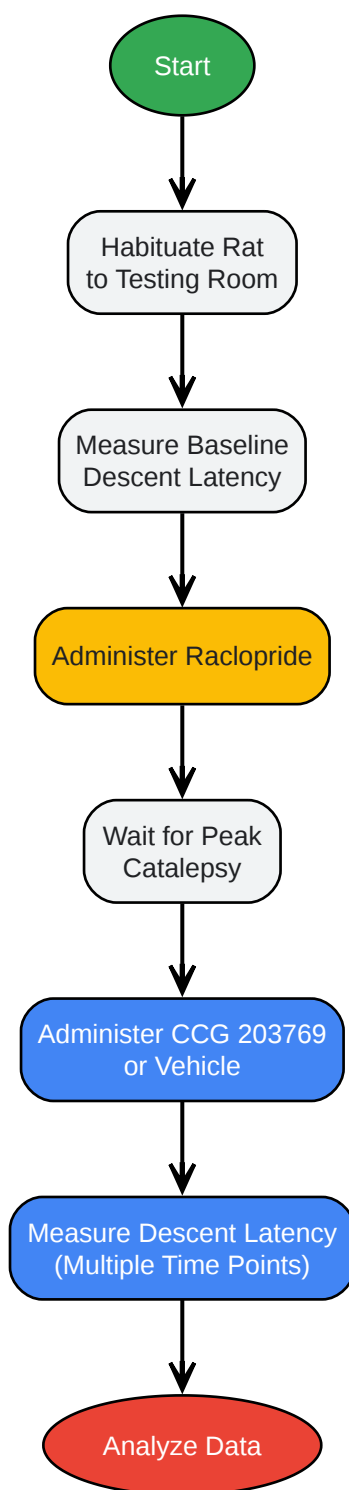 Start
Habituate Rat
to Testing Room
Measure Baseline
Descent Latency
Administer Raclopride
Wait for Peak
Catalepsy
Administer CCG 203769
or Vehicle
Measure Descent Latency
(Multiple Time Points)
Analyze Data